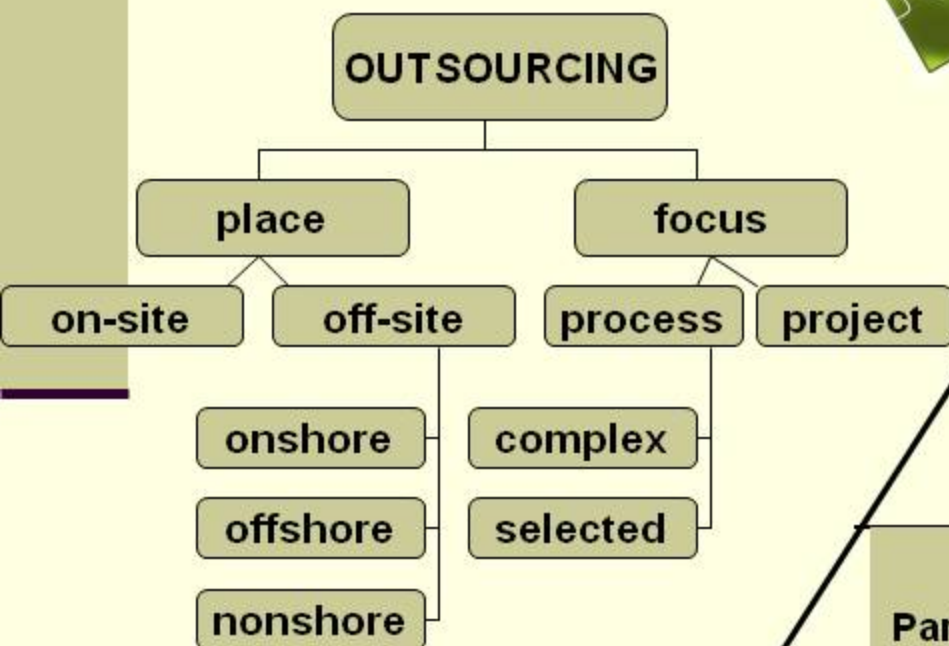 OUTSOURCING
place
focus
on-site
off-site
process
project
onshore
complex
offshore
selected
nonshore